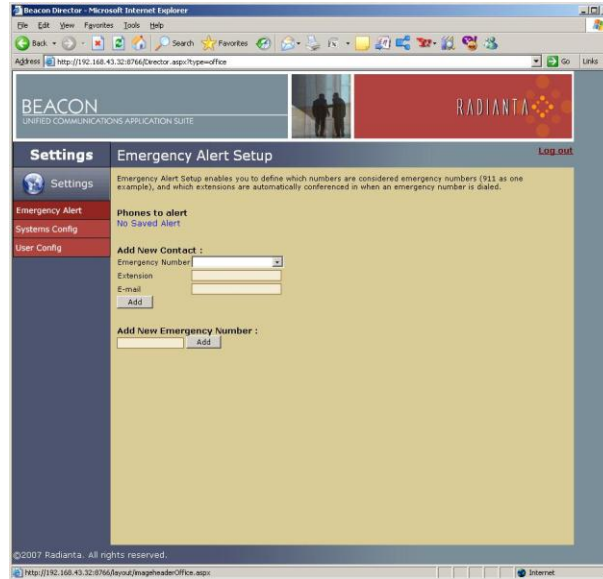 Beacon Director - Microsoft Internet Explorer
File Edit View Favorites Tools Help
Back Search Favorites
Address http://192.168.43.32:8766/Director.aspx?type=office Go Links
BEACON
UNIFIED COMMUNICATIONS APPLICATION SUITE
RADIANTA
Settings
Emergency Alert Setup
Log out
Settings
Emergency Alert Setup enables you to define which numbers are considered emergency numbers (911 as one
example), and which extensions are automatically conferenced in when an emergency number is dialed.
Emergency Alert
Systems Config
User Config
Phones to alert
No Saved Alert
Add New Contact :
Emergency Number
Extension
E-mail
Add
Add New Emergency Number :
Add
©2007 Radianta. All rights reserved.
http://192.168.43.32:8766/layout/imageheaderOffice.aspx Internet